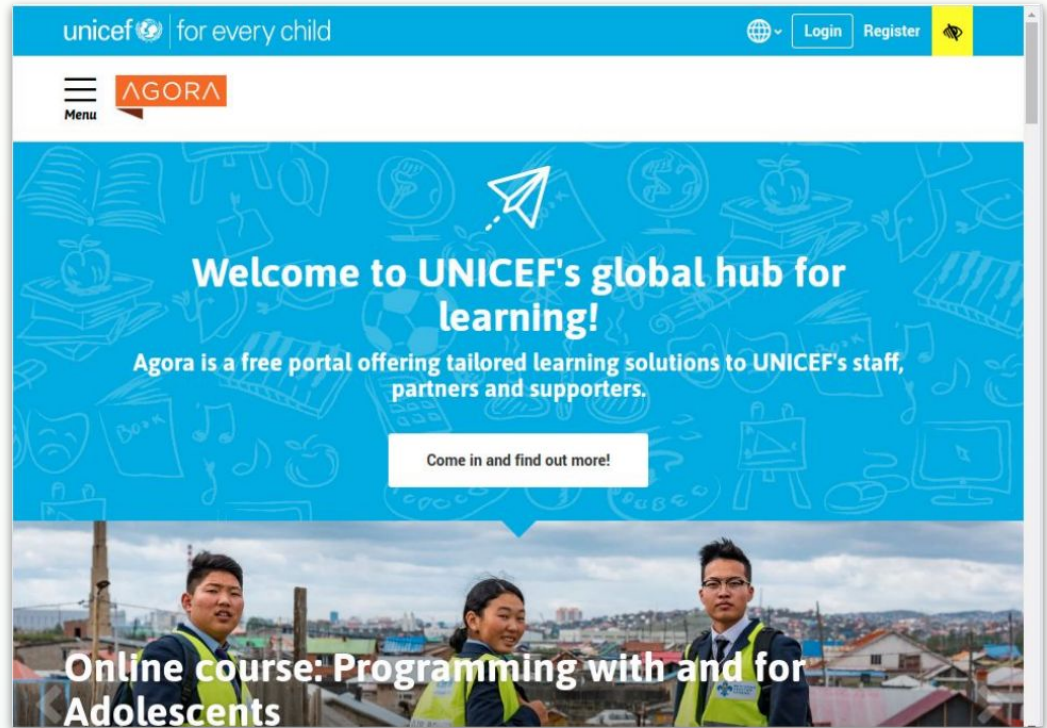 unicef for every child
Login Register
Menu
AGORA
Welcome to UNICEF's global hub for
learning!
Agora is a free portal offering tailored learning solutions to UNICEF's staff,
partners and supporters.
Come in and find out more!
Online course: Programming with and for
Adolescents